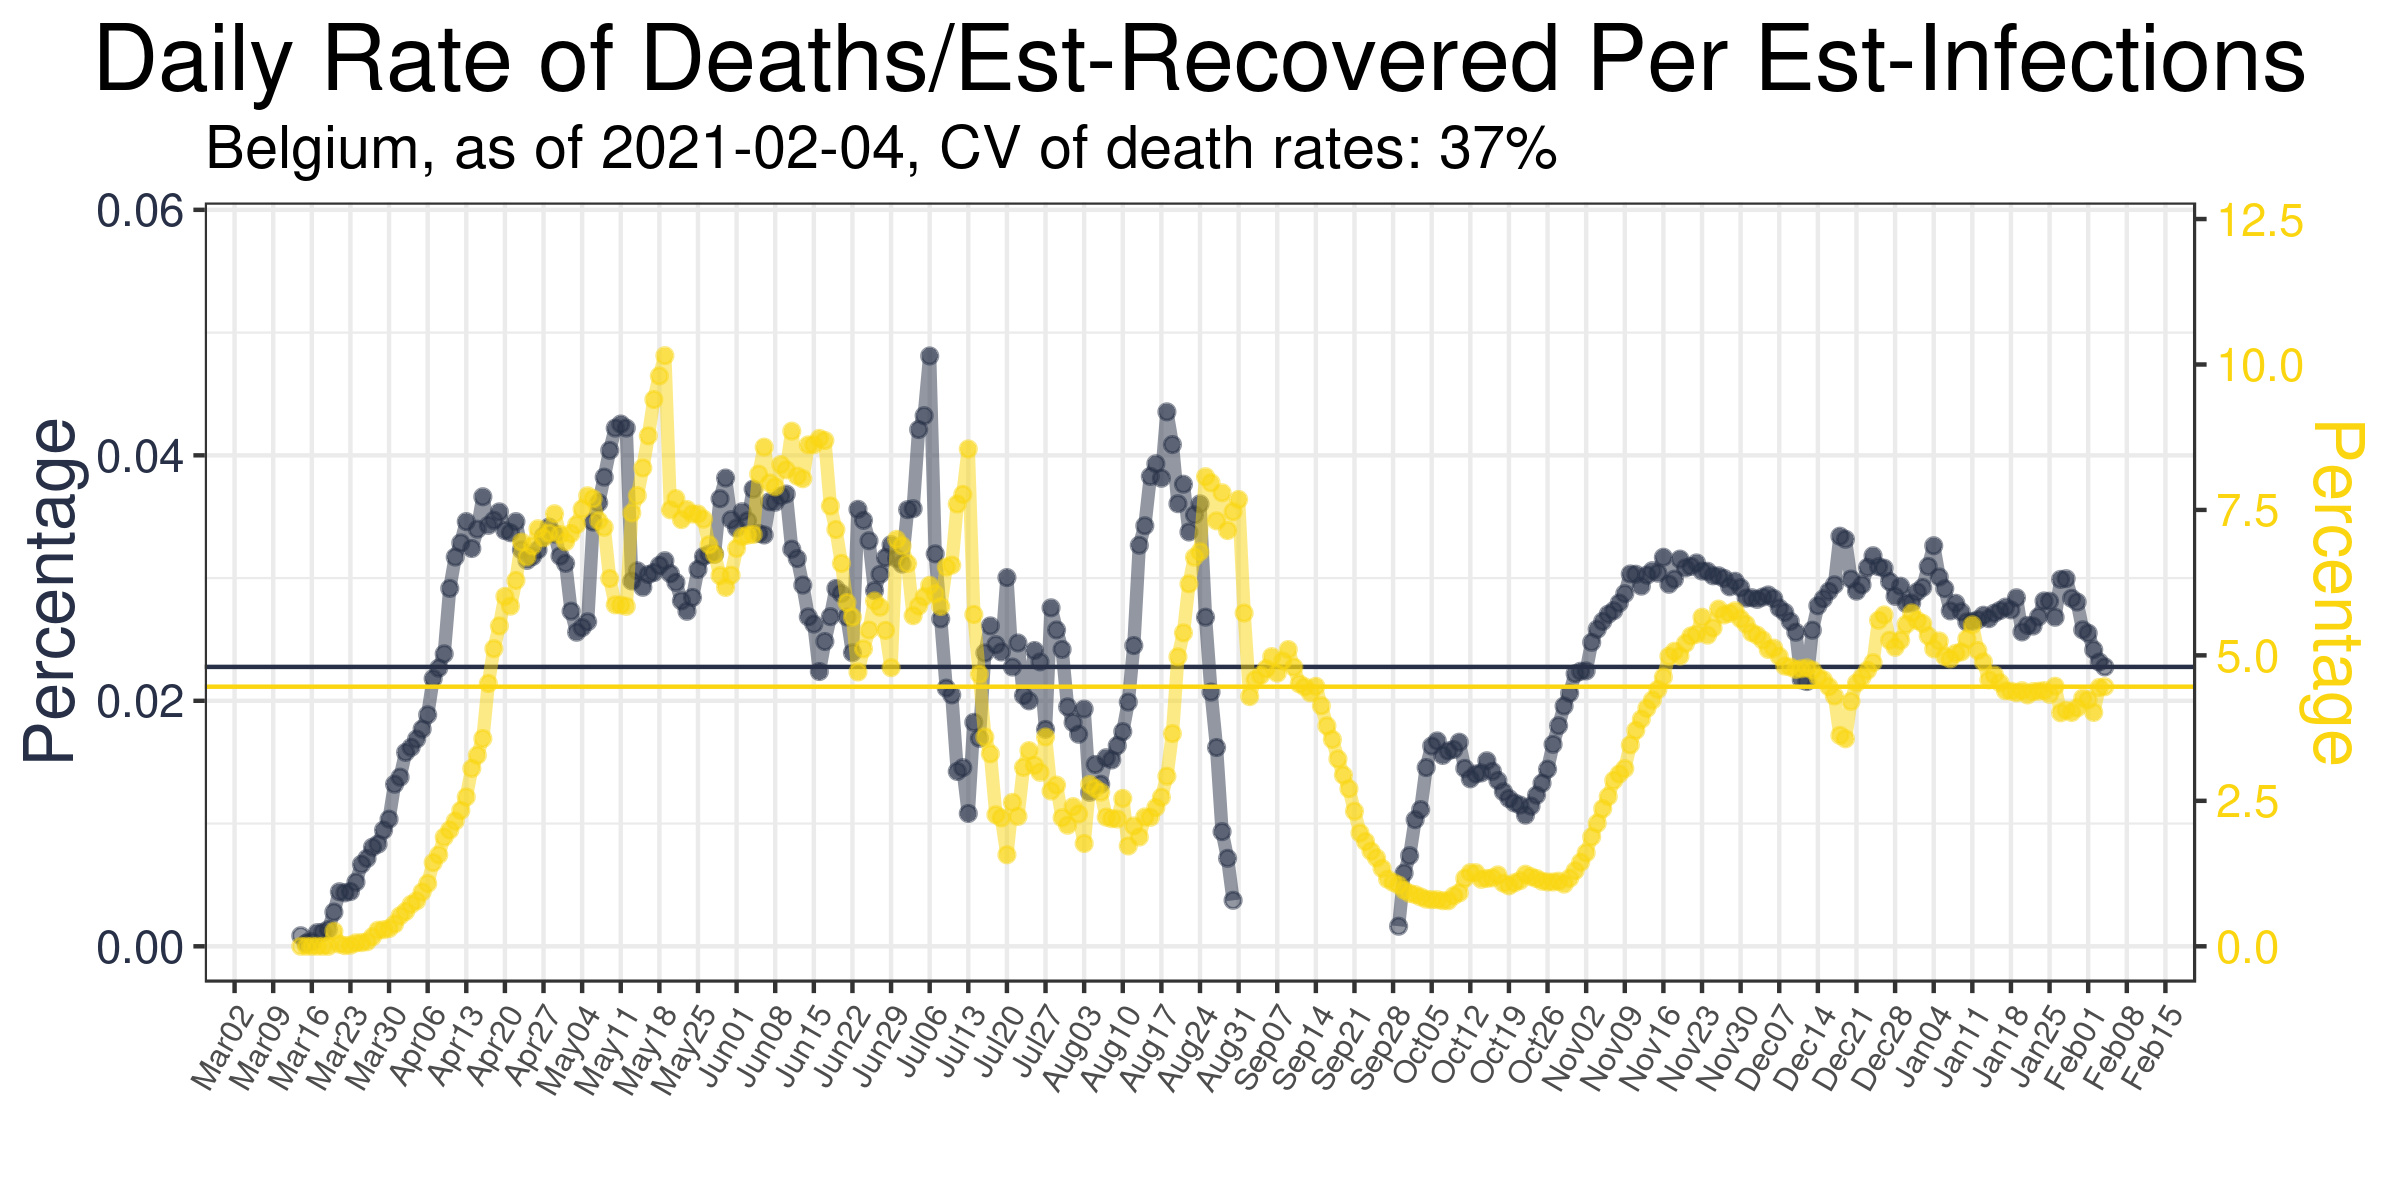 Daily Rate of Deaths/Est-Recovered Per Est-Infections
Belgium, as of 2021-02-04, CV of death rates: 37%
Percentage
0.06
0.04
0.02
0.00
12.5
10.0
7.5
5.0
2.5
0.0
Percentage
Mar02
Mar09
Mar16
Mar23
Mar30
Apr06
Apr13
Apr20
Apr27
May04
May11
May18
May25
Jun01
Jun08
Jun15
Jun22
Jun29
Jul06
Jul13
Jul20
Jul27
Aug03
Aug10
Aug17
Aug24
Aug31
Sep07
Sep14
Sep21
Sep28
Oct05
Oct12
Oct19
Oct26
Nov02
Nov09
Nov16
Nov23
Nov30
Dec07
Dec14
Dec21
Dec28
Jan04
Jan11
Jan18
Jan25
Feb01
Feb08
Feb15